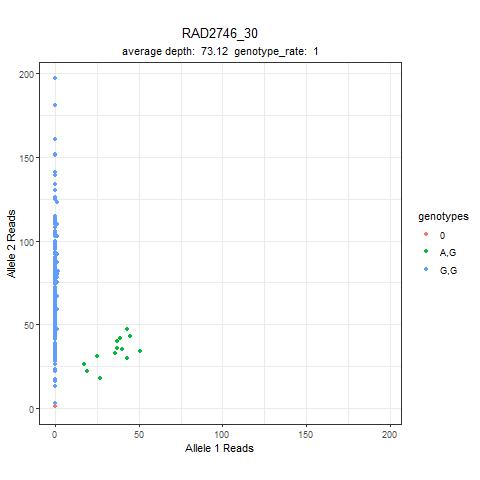 RAD2746_30
average depth:  73.12  genotype_rate:  1
200
150
100
50
0
Allele 2 Reads
0 50 100 150 200
Allele 1 Reads
genotypes
0
A,G
G,G